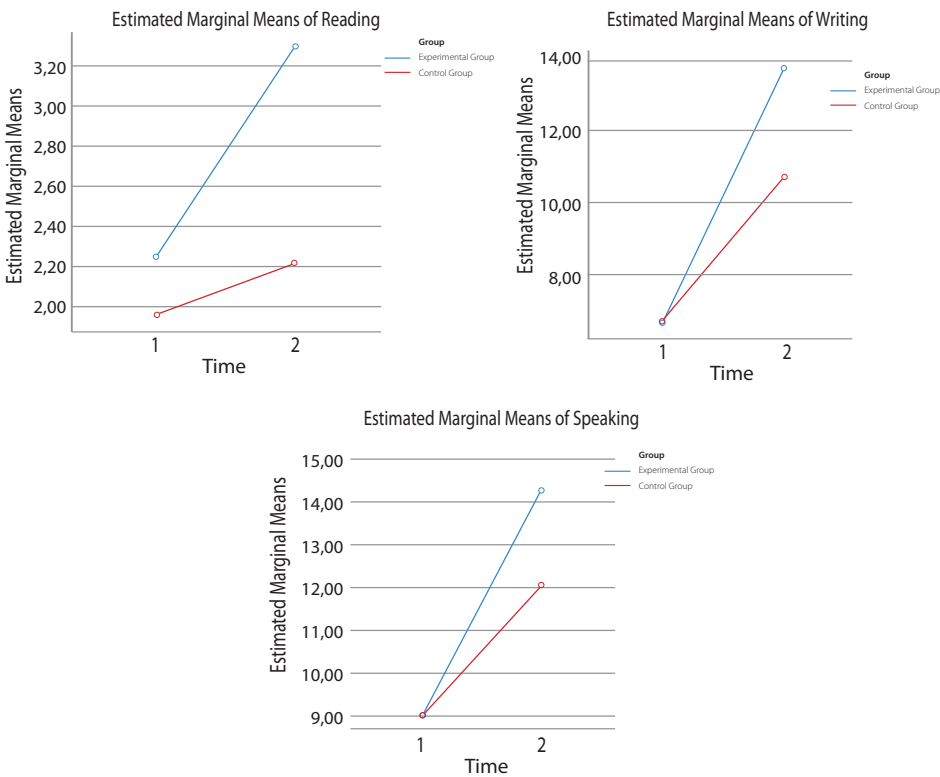 Estimated Marginal Means of Reading
Estimated Marginal Means
3,20
3,00
2,80
2,60
2,40
2,20
2,00
1
2
Time
Group
Experimental Group
Control Group
Estimated Marginal Means of Writing
Estimated Marginal Means
14,00
12,00
10,00
8,00
1
2
Time
Group
Experimental Group
Control Group
Estimated Marginal Means of Speaking
Estimated Marginal Means
15,00
14,00
13,00
12,00
11,00
10,00
9,00
1
2
Time
Group
Experimental Group
Control Group